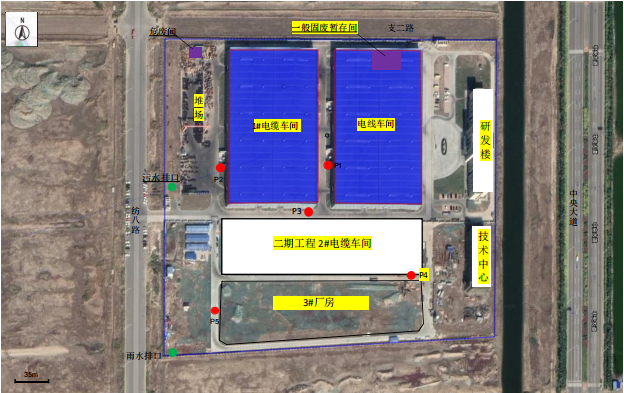 N
危废间
一般固废暂存间
支二路
堆场
1#电缆车间
电线车间
研发楼
P2
P1
污水排口
纺八路
P3
中央大道
二期工程 2#电缆车间
技术中心
P4
3#厂房
P5
雨水排口
35m